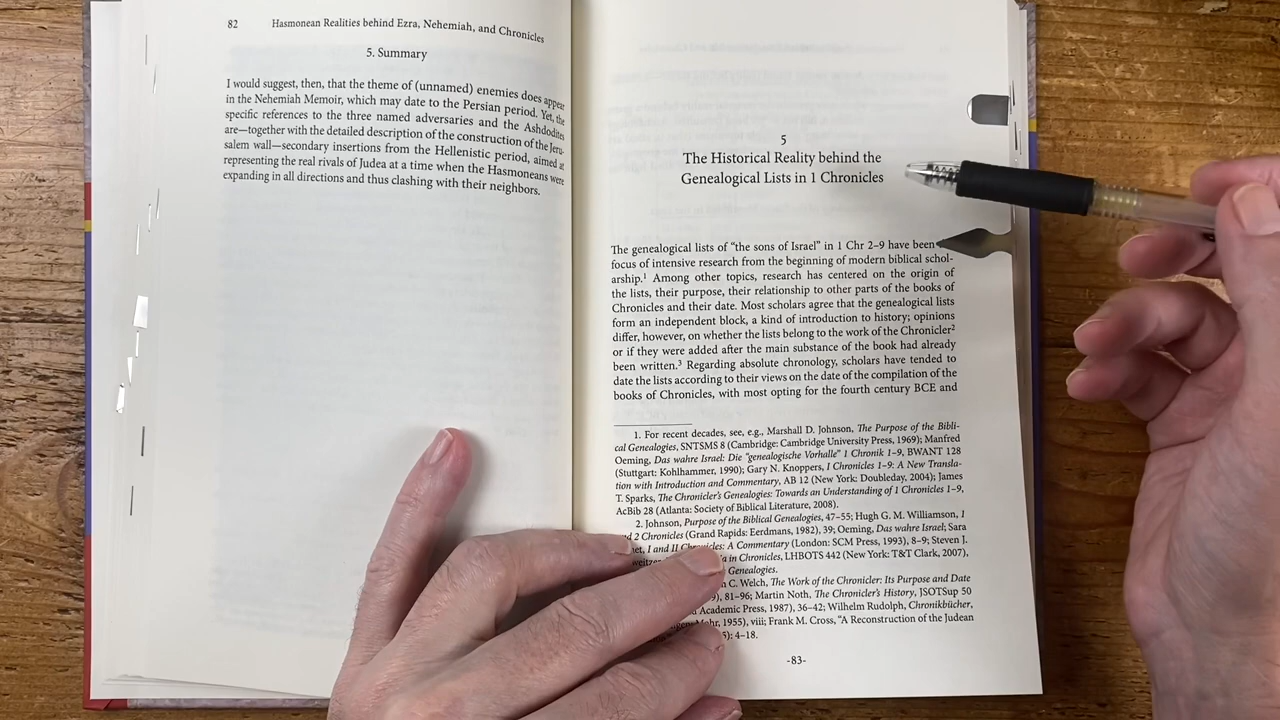 82 Hasmonean Realities behind Ezra, Nehemiah, and Chronicles
5. Summary
I would suggest, then, that the theme of (unnamed) enemies does appear
in the Nehemiah Memoir, which may date to the Persian period. Yet, the
specific references to the three named adversaries and the Ashdodites
are—together with the detailed description of the construction of the Jeru-
salem wall—secondary insertions from the Hellenistic period, aimed at
representing the real rivals of Judea at a time when the Hasmoneans were
expanding in all directions and thus clashing with their neighbors.
5
The Historical Reality behind the
Genealogical Lists in 1 Chronicles
The genealogical lists of “the sons of Israel” in 1 Chr 2–9 have been
focus of intensive research from the beginning of modern biblical schol-
arship.1 Among other topics, research has centered on the origin of
the lists, their purpose, their relationship to other parts of the books of
Chronicles and their date. Most scholars agree that the genealogical lists
form an independent block, a kind of introduction to history; opinions
differ, however, on whether the lists belong to the work of the Chronicler2
or if they were added after the main substance of the book had already
been written.3 Regarding absolute chronology, scholars have tended to
date the lists according to their views on the date of the compilation of the
books of Chronicles, with most opting for the fourth century BCE and
1. For recent decades, see, e.g., Marshall D. Johnson, The Purpose of the Bibli-
cal Genealogies, SNTSMS 8 (Cambridge: Cambridge University Press, 1969); Manfred
Oeming, Das wahre Israel: Die “genealogische Vorhalle” 1 Chronik 1–9, BWANT 128
(Stuttgart: Kohlhammer, 1990); Gary N. Knoppers, I Chronicles 1–9: A New Transla-
tion with Introduction and Commentary, AB 12 (New York: Doubleday, 2004); James
T. Sparks, The Chronicler’s Genealogies: Towards an Understanding of 1 Chronicles 1–9,
AcBib 28 (Atlanta: Society of Biblical Literature, 2008).
2. Johnson, Purpose of the Biblical Genealogies, 47–55; Hugh G. M. Williamson, 1
2 Chronicles (Grand Rapids: Eerdmans, 1982), 39; Oeming, Das wahre Israel; Sara
I and II Chronicles: A Commentary (London: SCM Press, 1993), 8–9; Steven J.
in Chronicles, LHBOTS 442 (New York: T&T Clark, 2007),
Genealogies.
C. Welch, The Work of the Chronicler: Its Purpose and Date
81–96; Martin Noth, The Chronicler’s History, JSOTSup 50
Academic Press, 1987), 36–42; Wilhelm Rudolph, Chronikbücher,
1955), viii; Frank M. Cross, “A Reconstruction of the Judean
4–18.
-83-